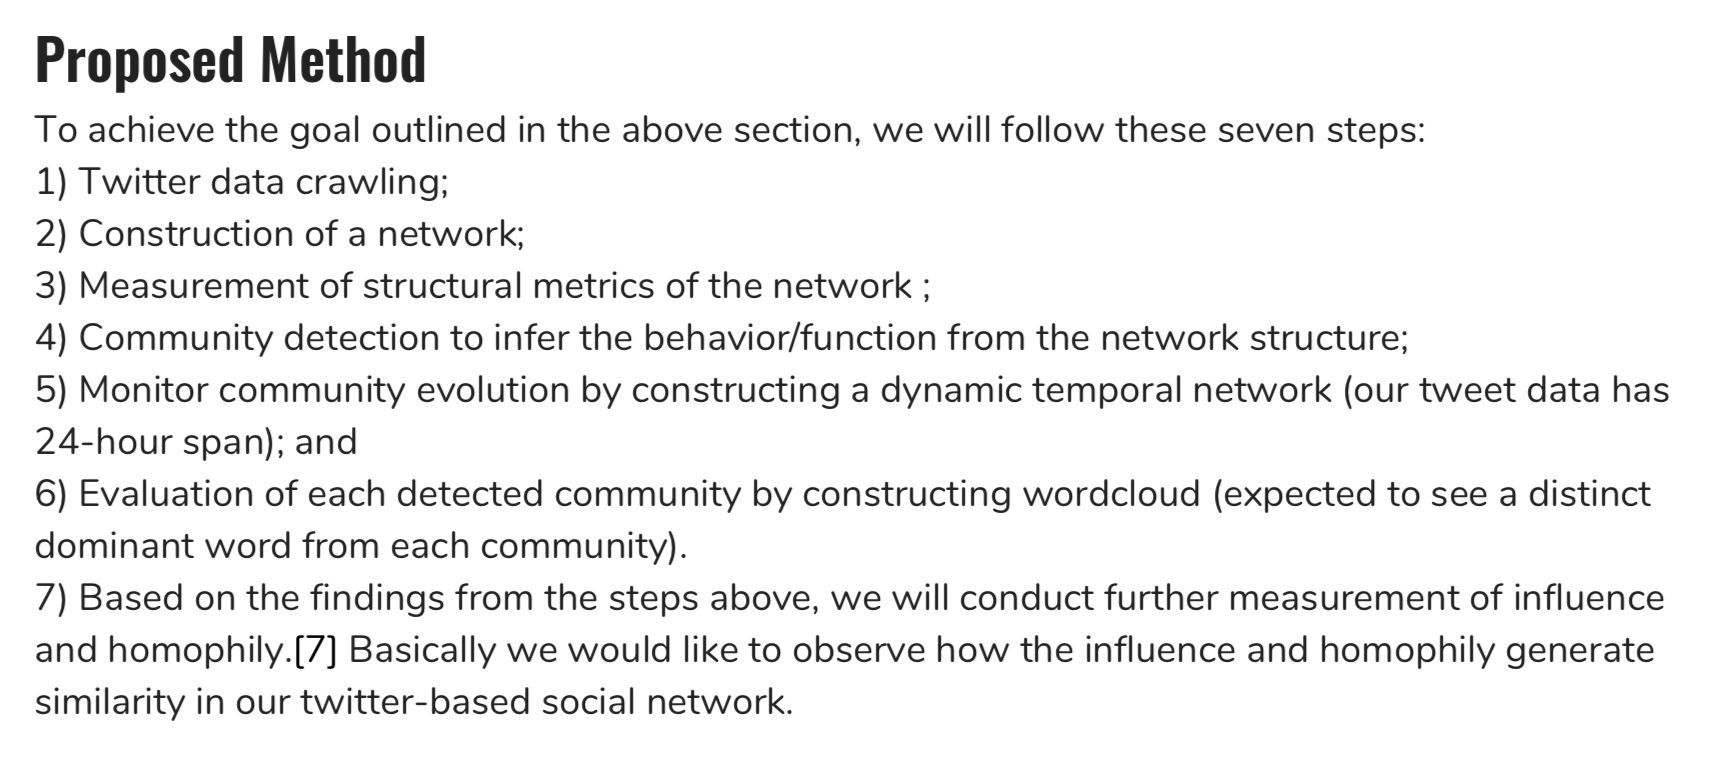 Proposed Method
To achieve the goal outlined in the above section, we will follow these seven steps:
1) Twitter data crawling;
2) Construction of a network;
3) Measurement of structural metrics of the network ;
4) Community detection to infer the behavior/function from the network structure;
5) Monitor community evolution by constructing a dynamic temporal network (our tweet data has
24-hour span); and
6) Evaluation of each detected community by constructing wordcloud (expected to see a distinct
dominant word from each community).
7) Based on the findings from the steps above, we will conduct further measurement of influence
and homophily.[7] Basically we would like to observe how the influence and homophily generate
similarity in our twitter-based social network.